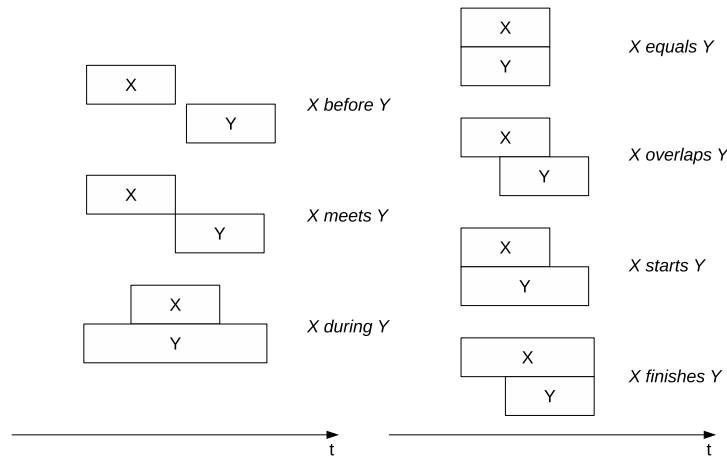 X
Y
X before Y
X
Y
X meets Y
X
Y
X during Y
t
X
Y
X equals Y
X
Y
X overlaps Y
X
Y
X starts Y
X
Y
X finishes Y
t